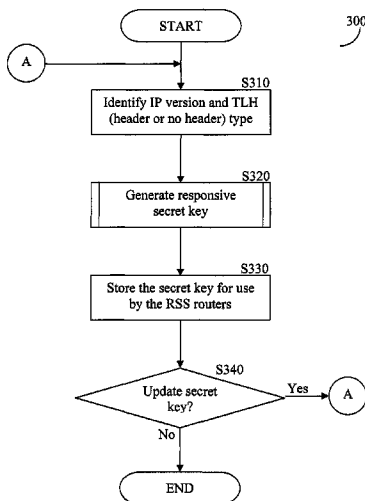 START
300
A
S310
Identify IP version and TLH
(header or no header) type
S320
Generate responsive
secret key
S330
Store the secret key for use
by the RSS routers
S340
Update secret
key?
Yes
A
No
END